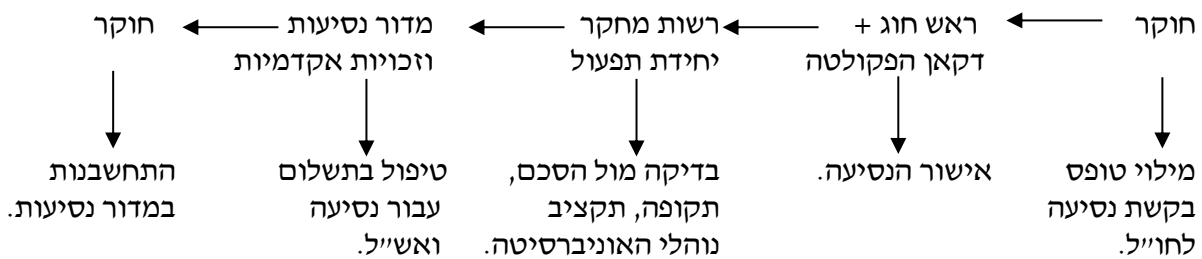 חוקר
ראש חוג +
דקאן הפקולטה
רשות מחקר
יחידת תפעול
מדור נסיעות
וזכויות אקדמיות
חוקר
מילוי טופס
בקשת נסיעה
לחו״ל.
אישור הנסיעה.
בדיקה מול הסכם,
תקופה, תקציב
נוהלי האוניברסיטה.
טיפול בתשלום
עבור נסיעה
ואש״ל.
התחשבנות
במדור נסיעות.